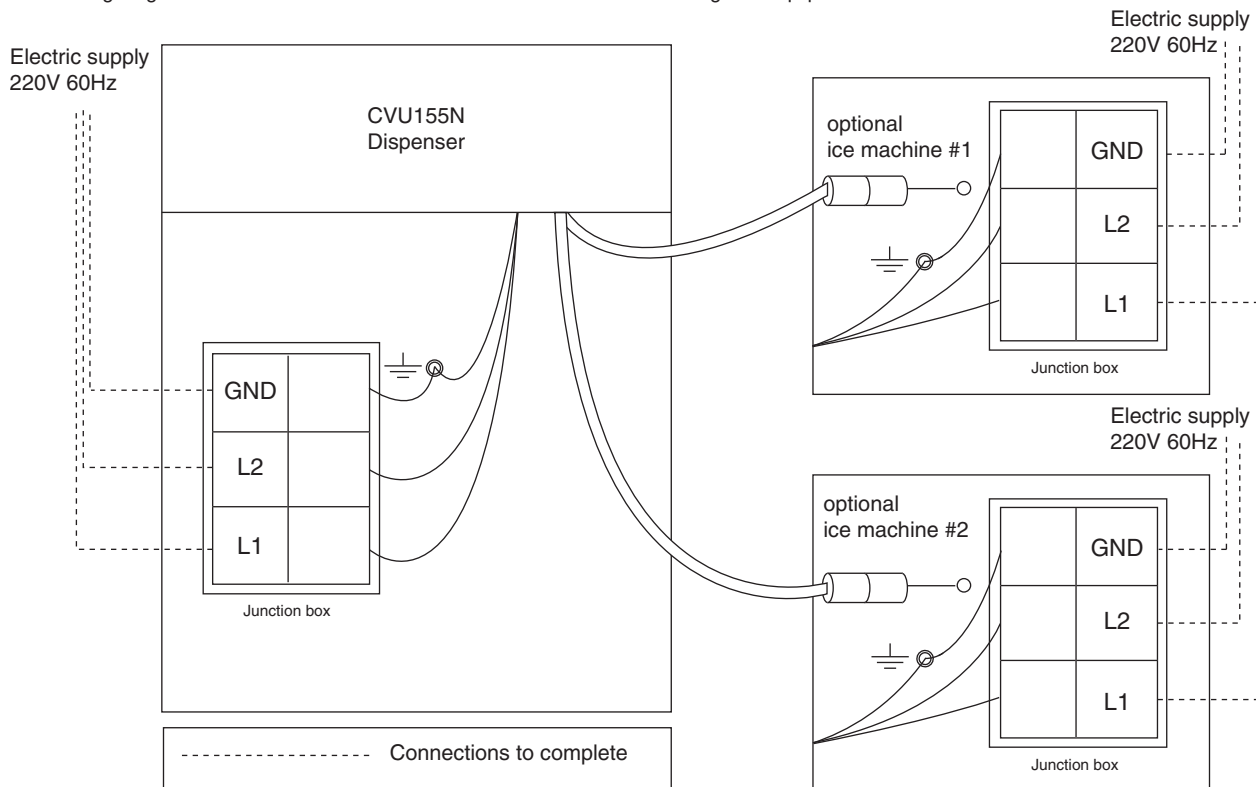 Electric supply
220V 60Hz
CVU155N
Dispenser
GND
L2
L1
Junction box
Connections to complete
Electric supply
220V 60Hz
optional
ice machine #1
GND
L2
L1
Junction box
Electric supply
220V 60Hz
optional
ice machine #2
GND
L2
L1
Junction box